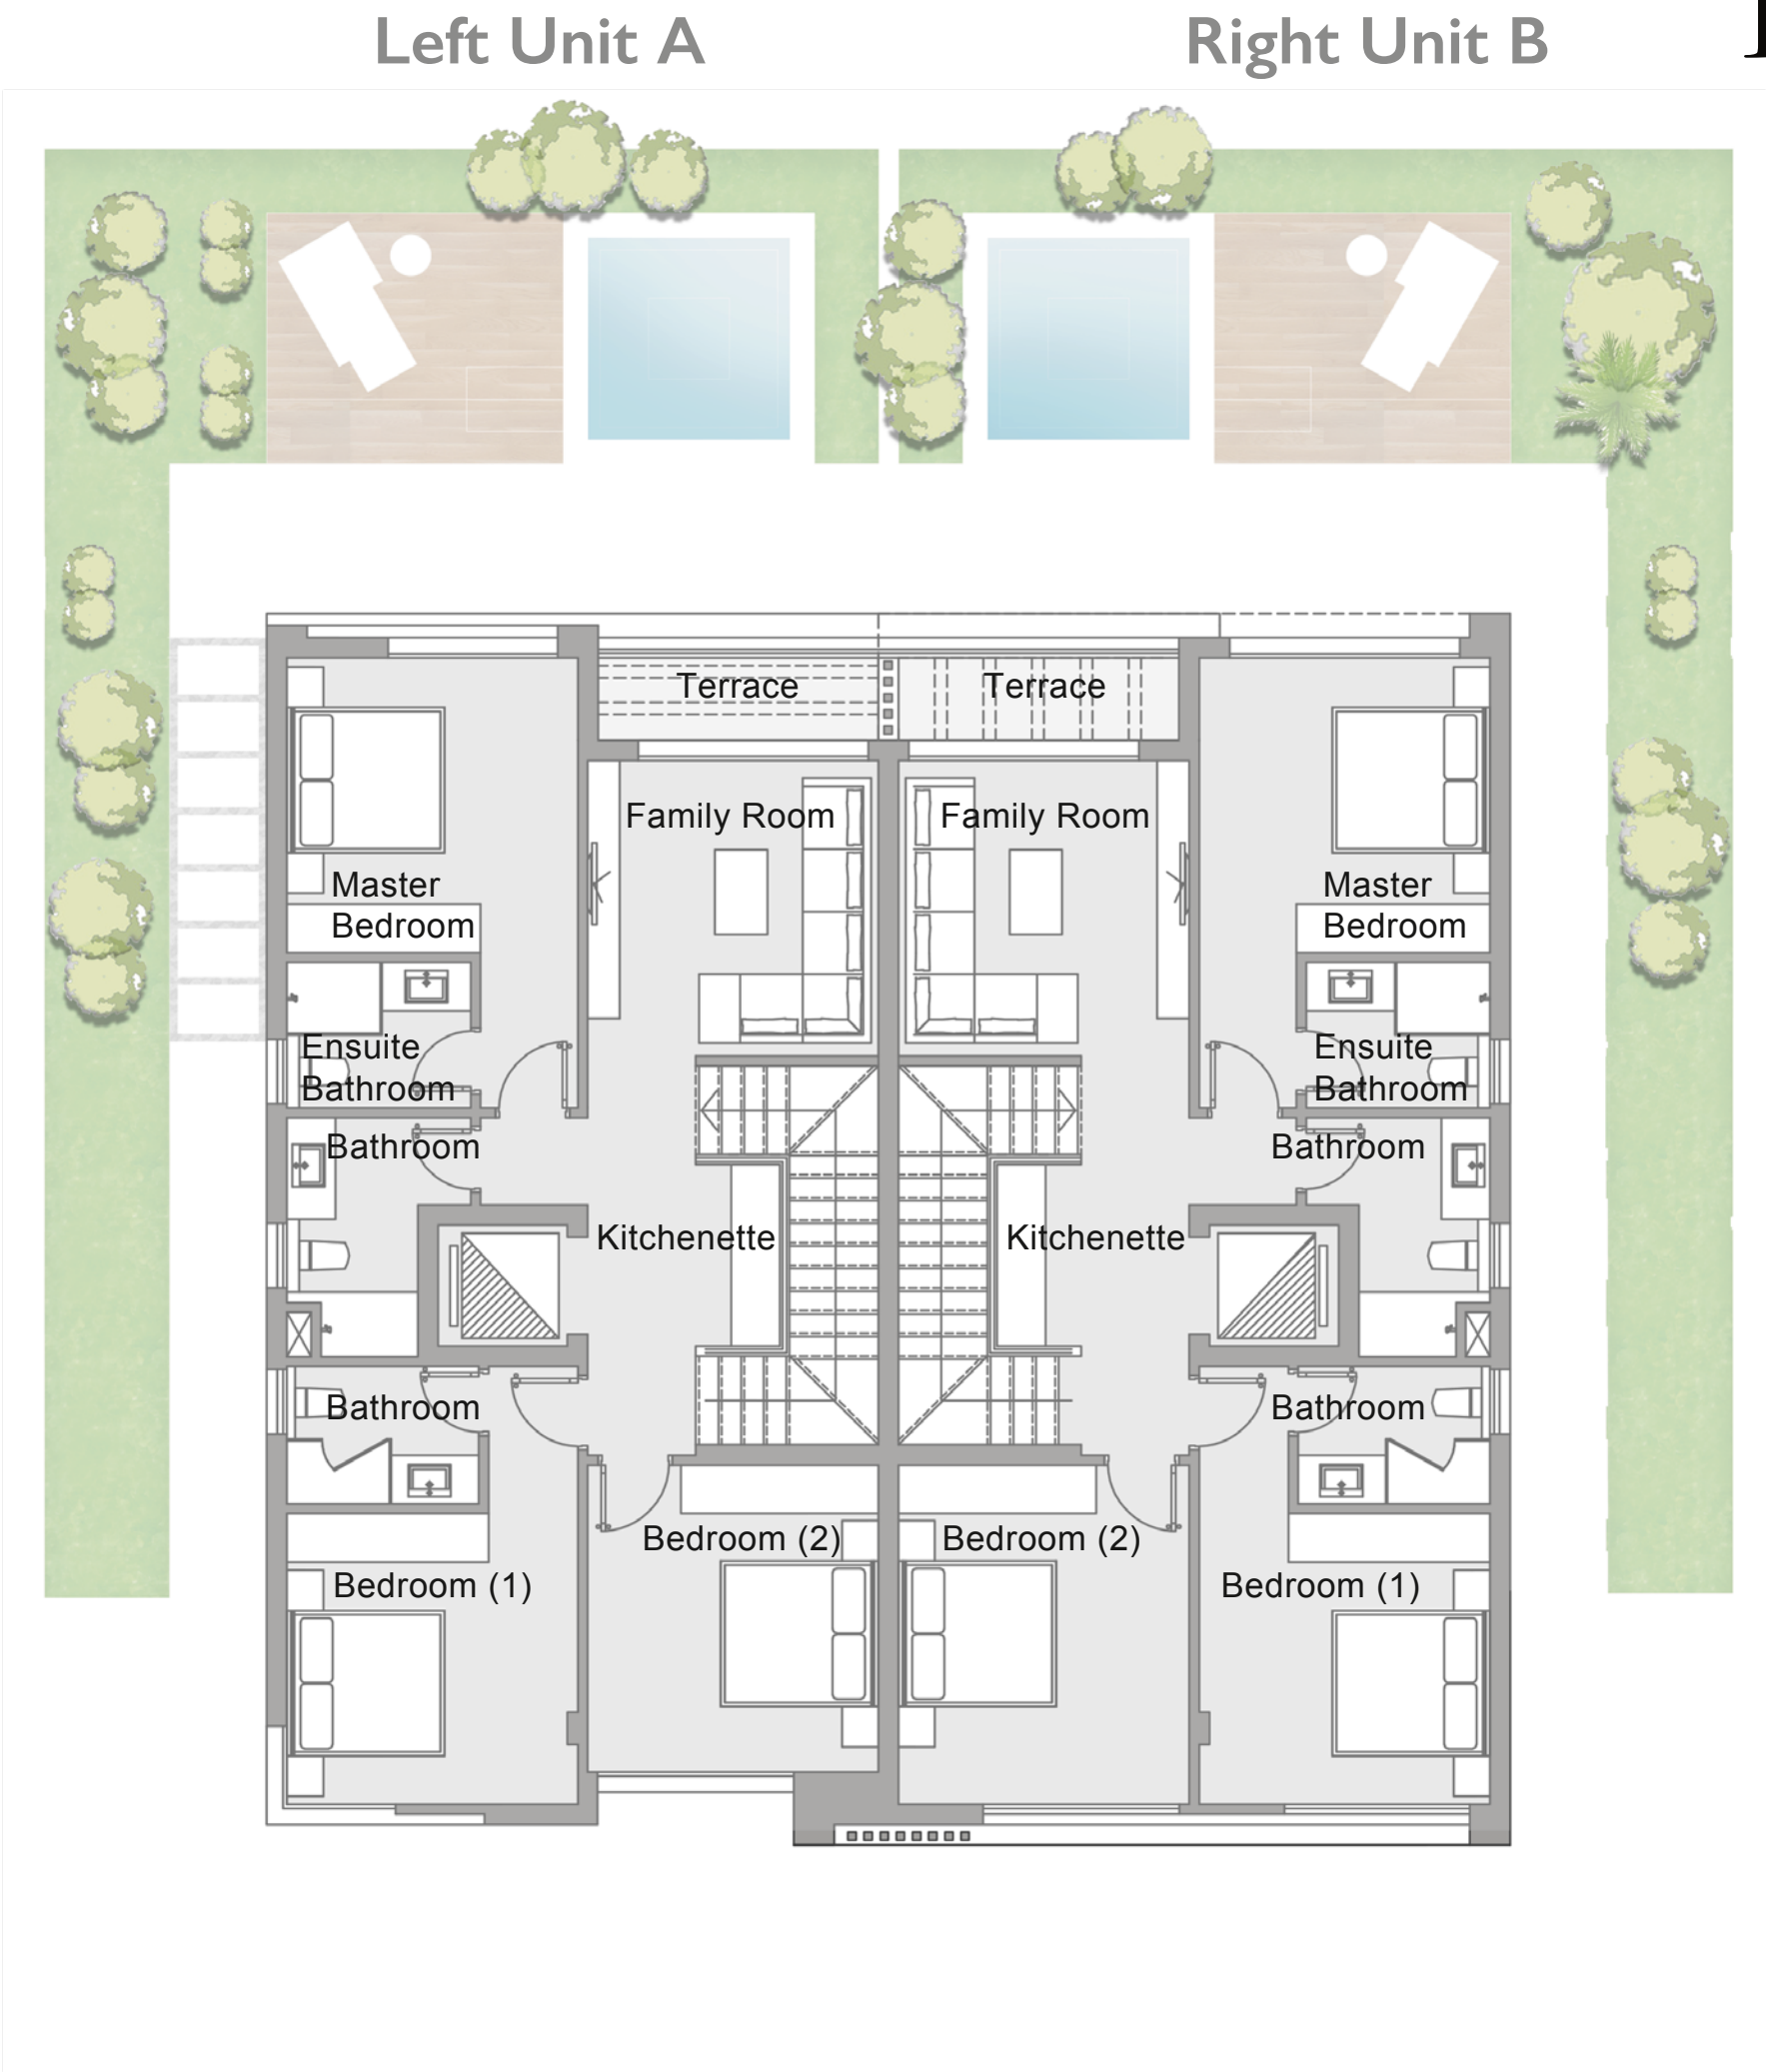 Left Unit A
Right Unit B
Terrace
Terrace
Family Room
Family Room
Master
Bedroom
Master
Bedroom
Ensuite
Bathroom
Ensuite
Bathroom
Bathroom
Bathroom
Kitchenette
Kitchenette
Bathroom
Bathroom
Bedroom (2)
Bedroom (2)
Bedroom (1)
Bedroom (1)